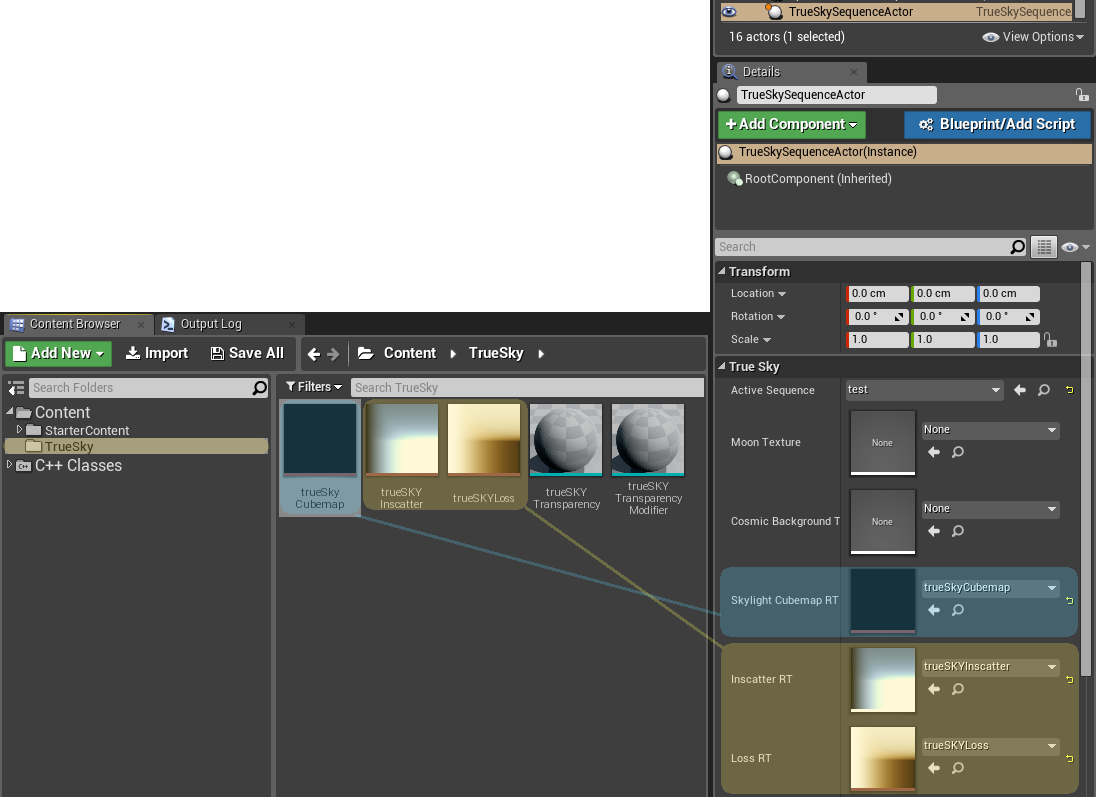 TrueSkySequenceActor TrueSkySequence
16 actors (1 selected) View Options
Details
TrueSkySequenceActor
+ Add Component Blueprint/Add Script
TrueSkySequenceActor(Instance)
RootComponent (Inherited)
Search
Transform
Location 0.0 cm 0.0 cm 0.0 cm
Rotation 0.0 ° 0.0 ° 0.0 °
Scale 1.0 1.0 1.0
True Sky
Active Sequence test
Moon Texture None None
Cosmic Background T None None
Skylight Cubemap RT trueSkyCubemap
Inscatter RT trueSKYInscatter
Loss RT trueSKYLoss
Content Browser Output Log
Add New Import Save All Content TrueSky
Search Folders Filters Search TrueSky
Content
StarterContent
TrueSky
C++ Classes
trueSky
Cubemap
trueSKY
Inscatter
trueSKYLoss
trueSKY
Transparency
trueSKY
Transparency
Modifier